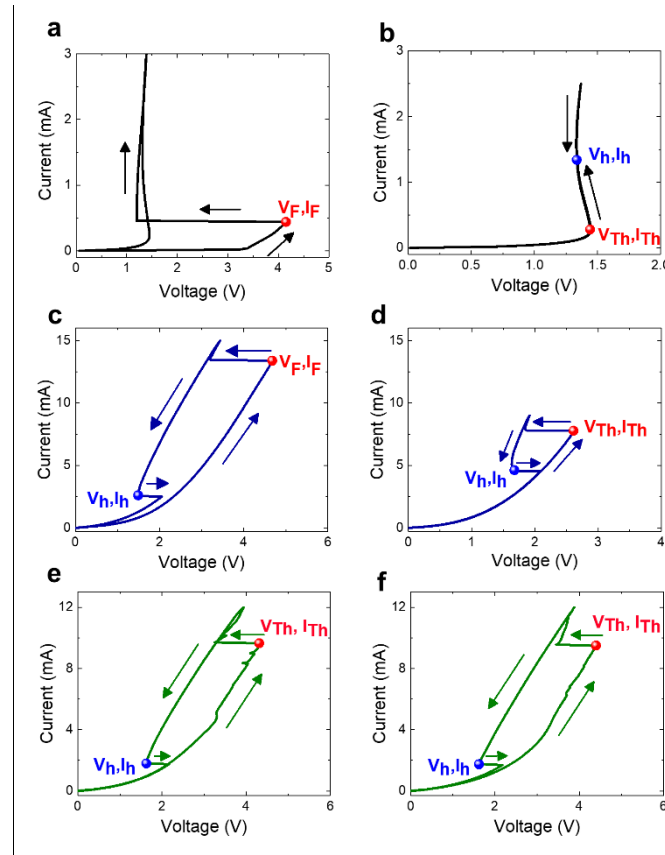 a
3
2
1
0
0 1 2 3 4 5
Current (mA)
Voltage (V)
V_F,I_F
b
3
2
1
0
0.0 0.5 1.0 1.5 2.0
Current (mA)
Voltage (V)
V_h,I_h
V_Th,I_Th
c
15
10
5
0
0 2 4 6
Current (mA)
Voltage (V)
V_F,I_F
V_h,I_h
d
15
10
5
0
0 1 2 3 4
Current (mA)
Voltage (V)
V_Th,I_Th
V_h,I_h
e
12
8
4
0
0 2 4 6
Current (mA)
Voltage (V)
V_Th, I_Th
V_h,I_h
f
12
8
4
0
0 2 4 6
Current (mA)
Voltage (V)
V_Th, I_Th
V_h,I_h